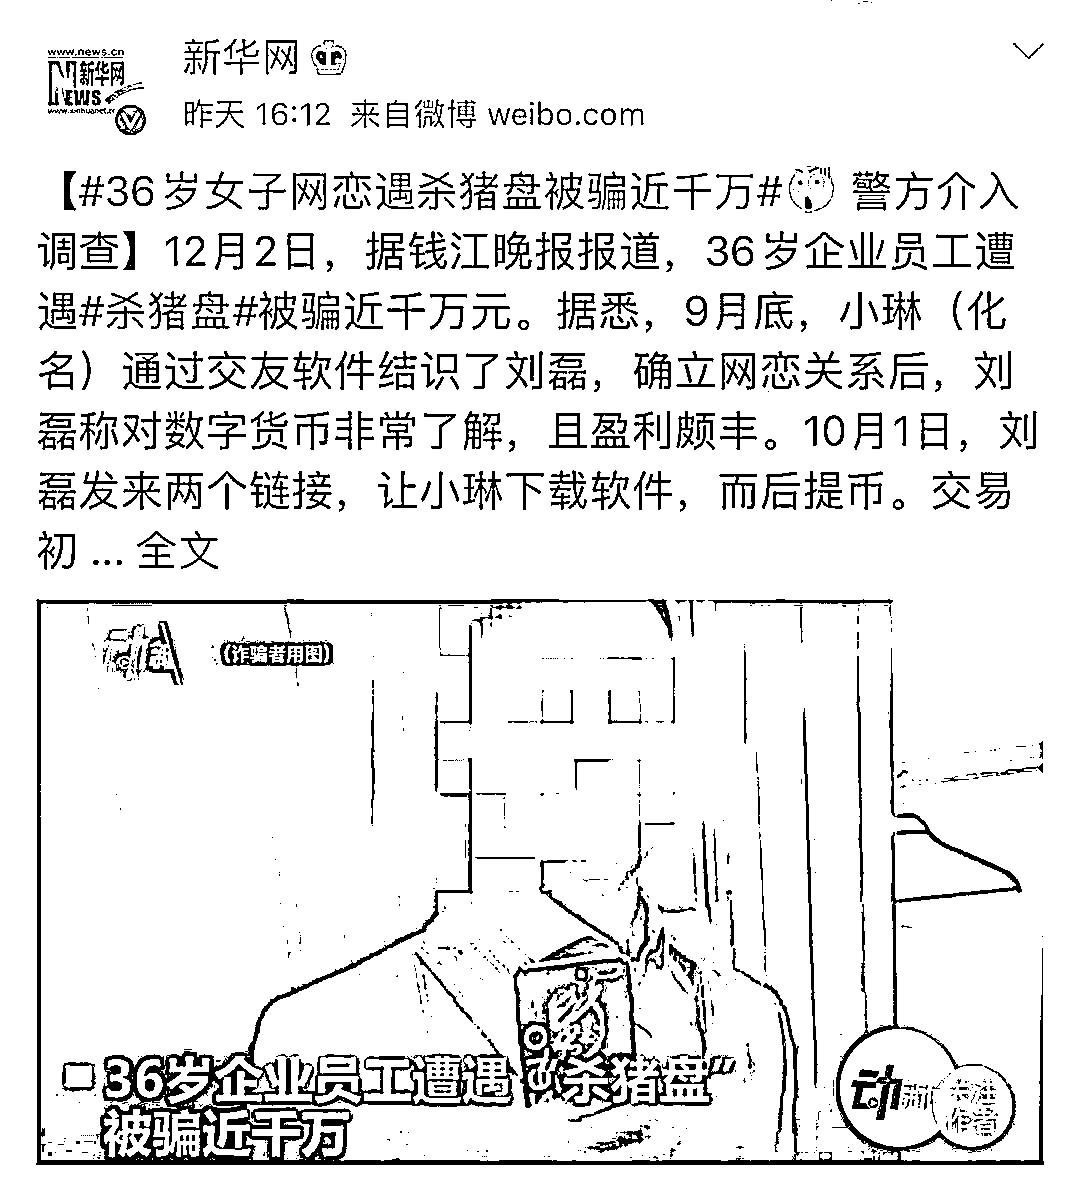 www.news.cn
新华网
NEWS
www.xinhuanet.com
新华网
昨天 16:12 来自微博 weibo.com
【#36岁女子网恋遇杀猪盘被骗近千万# 警方介入
调查】12月2日，据钱江晚报报道，36岁企业员工遭
遇#杀猪盘#被骗近千万元。据悉，9月底，小琳（化
名）通过交友软件结识了刘磊，确立网恋关系后，刘
磊称对数字货币非常了解，且盈利颇丰。10月1日，刘
磊发来两个链接，让小琳下载软件，而后提币。交易
初 ... 全文
（诈骗者用图）
36岁企业员工遭遇“杀猪盘”
被骗近千万
动新
关注
作者